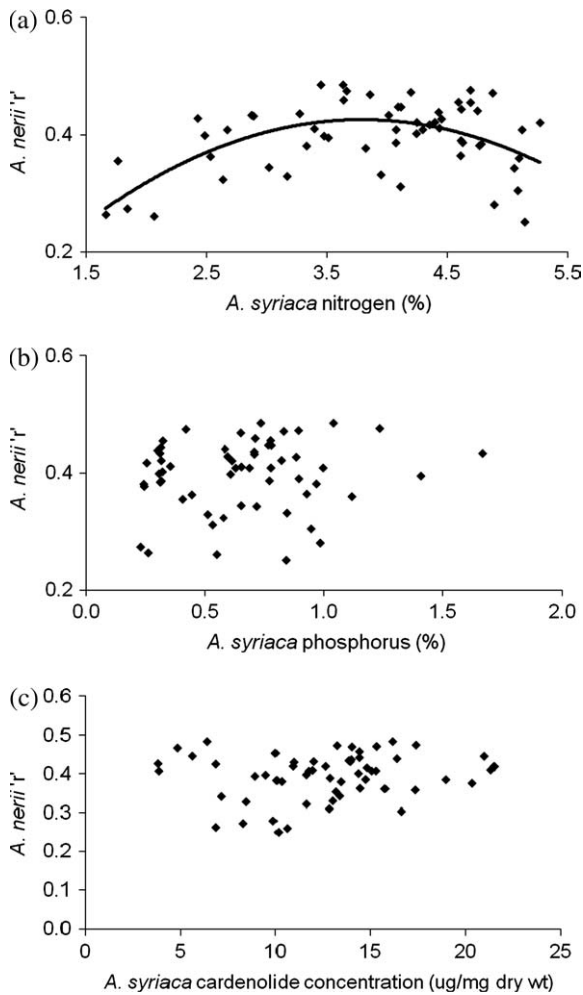 (a)
0.6
0.4
0.2
A. nerii 'r'
1.5 2.5 3.5 4.5 5.5
A. syriaca nitrogen (%)
(b)
0.6
0.4
0.2
A. nerii 'r'
0.0 0.5 1.0 1.5 2.0
A. syriaca phosphorus (%)
(c)
0.6
0.5
0.4
0.3
0.2
0.1
0.0
A. nerii 'r'
0 5 10 15 20 25
A. syriaca cardenolide concentration (ug/mg dry wt)